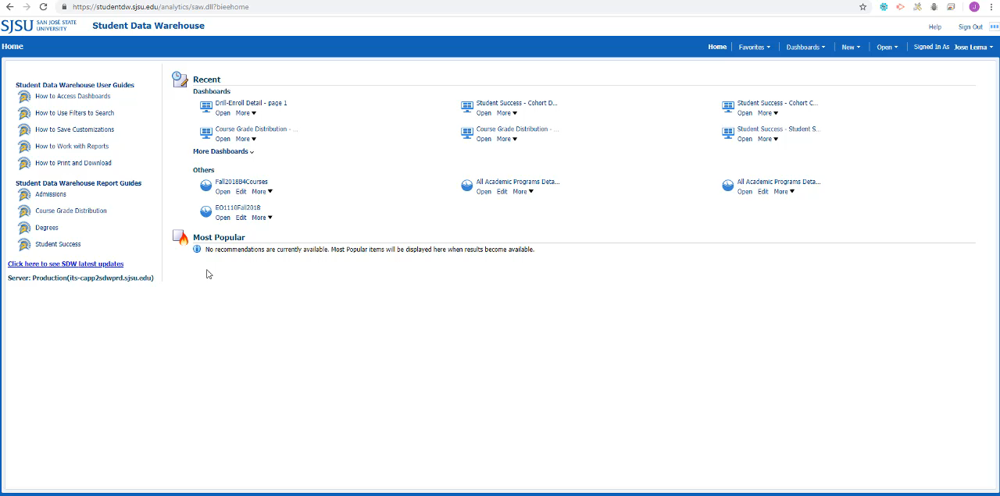 https://studentdw.sjsu.edu/analytics/saw.dll?bieehome
J
SJSU SAN JOSÉ STATE UNIVERSITY
Student Data Warehouse
Help
Sign Out
Home
Home
Favorites
Dashboards
New
Open
Signed In As Jose Lema
Student Data Warehouse User Guides
How to Access Dashboards
How to Use Filters to Search
How to Save Customizations
How to Work with Reports
How to Print and Download
Student Data Warehouse Report Guides
Admissions
Course Grade Distribution
Degrees
Student Success
Click here to see SDW latest updates
Server: Production(its-capp2sdwprd.sjsu.edu)
Recent
Dashboards
Drill-Enroll Detail - page 1
Open More
Student Success - Cohort D...
Open More
Student Success - Cohort C...
Open More
Course Grade Distribution - ...
Open More
Course Grade Distribution - ...
Open More
Student Success - Student S...
Open More
More Dashboards
Others
Fall2018B4Courses
Open Edit More
All Academic Programs Deta...
Open Edit More
All Academic Programs Deta...
Open Edit More
EO1110Fall2018
Open Edit More
Most Popular
No recommendations are currently available. Most Popular items will be displayed here when results become available.